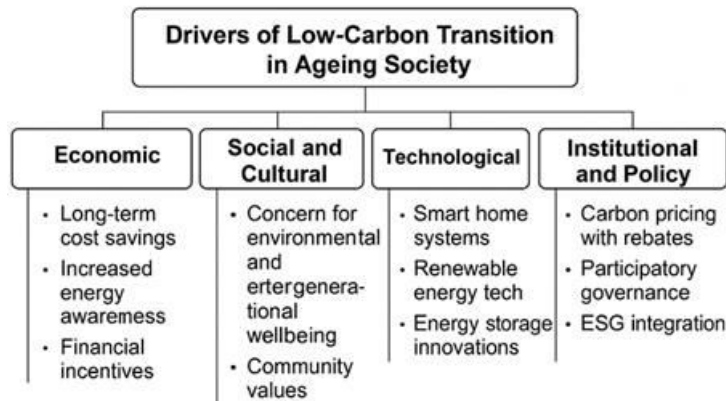 Drivers of Low-Carbon Transition
in Ageing Society
Economic
• Long-term
cost savings
• Increased
energy
awaremess
• Financial
incentives
Social and
Cultural
• Concern for
environmental
and
ertergenera-
tional
wellbeing
• Community
values
Technological
• Smart home
systems
• Renewable
energy tech
• Energy storage
innovations
Institutional
and Policy
• Carbon pricing
with rebates
• Participatory
governance
• ESG integration